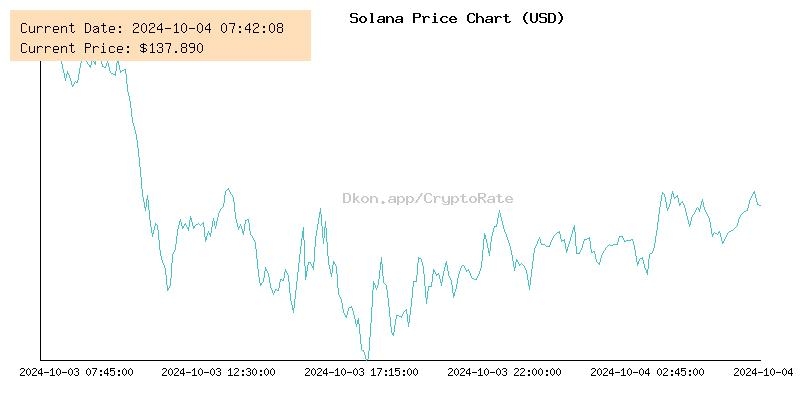 Solana Price Chart (USD)
Current Date: 2024-10-04 07:42:08
Current Price: $137.890
Dkon.app/CryptoRate
2024-10-03 07:45:00
2024-10-03 12:30:00
2024-10-03 17:15:00
2024-10-03 22:00:00
2024-10-04 02:45:00
2024-10-04